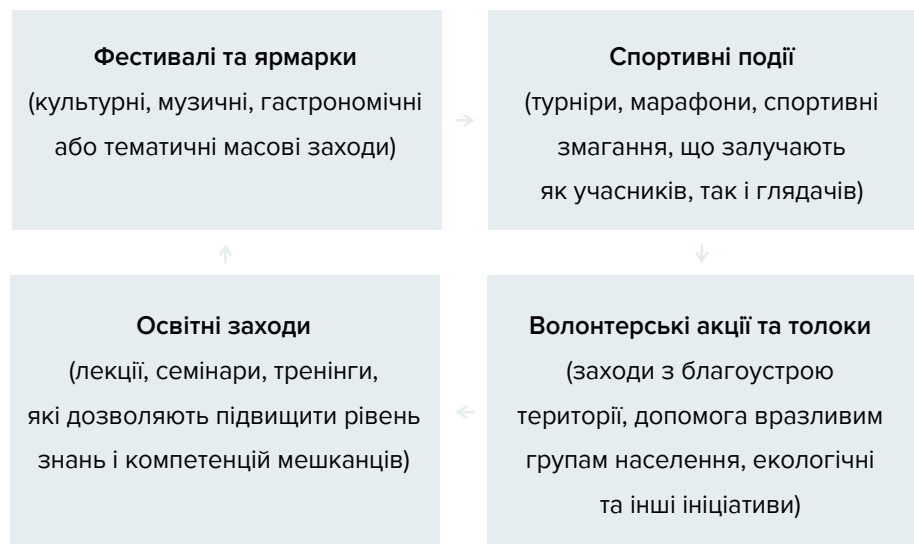 Фестивалі та ярмарки
(культурні, музичні, гастрономічні
або тематичні масові заходи)
Спортивні події
(турніри, марафони, спортивні
змагання, що залучають
як учасників, так і глядачів)
Освітні заходи
(лекції, семінари, тренінги,
які дозволяють підвищити рівень
знань і компетенцій мешканців)
Волонтерські акції та толоки
(заходи з благоустрою
території, допомога вразливим
групам населення, екологічні
та інші ініціативи)